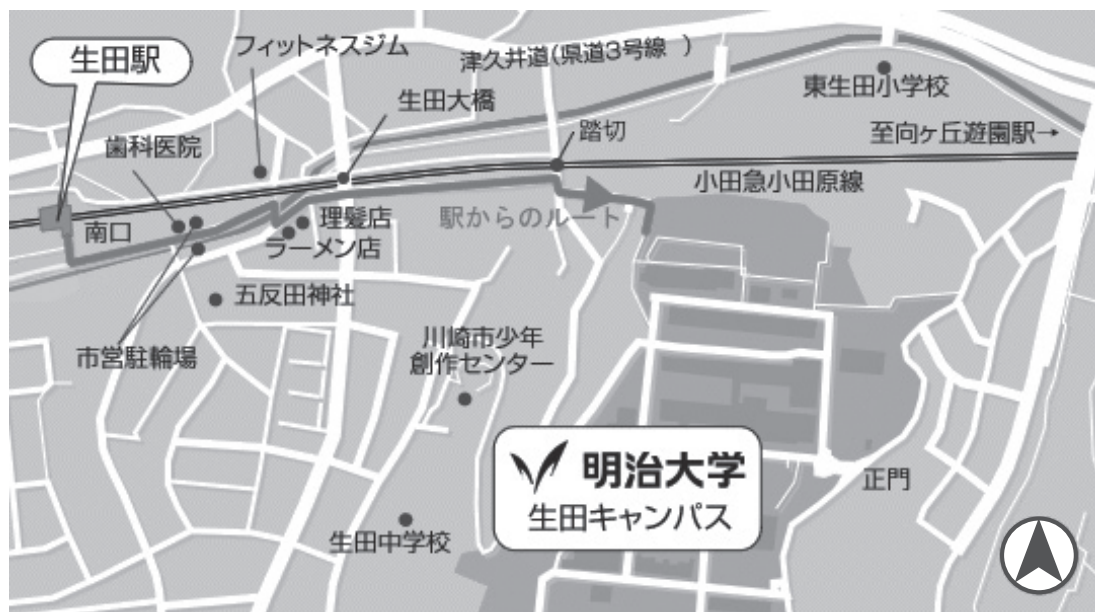 生田駅
フィットネスジム
津久井道(県道3号線 )
生田大橋
東生田小学校
歯科医院
踏切
至向ヶ丘遊園駅→
小田急小田原線
南口
理髪店
駅からのルート
ラーメン店
五反田神社
市営駐輪場
川崎市少年
創作センター
明治大学
生田キャンパス
正門
生田中学校